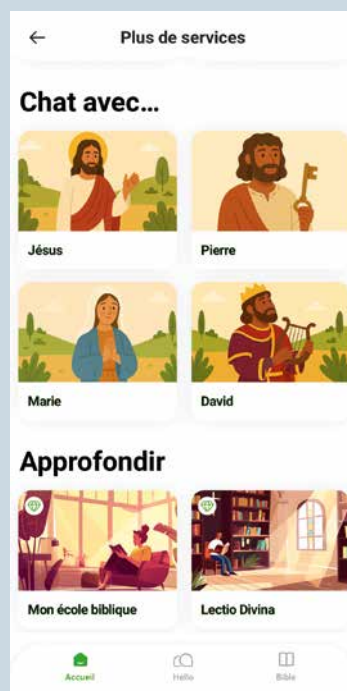 Plus de services
Chat avec…
Jésus
Pierre
Marie
David
Approfondir
Mon école biblique
Lectio Divina
Accueil
Hello
Bible